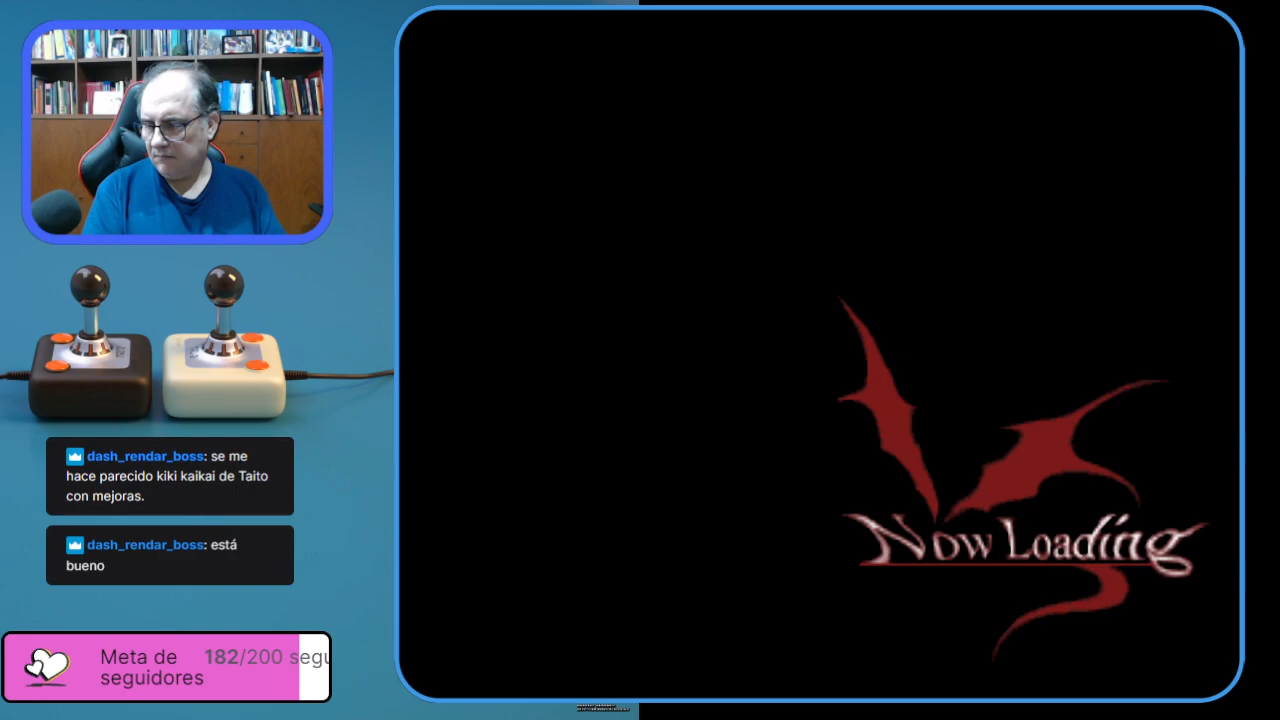 dash_rendar_boss: se me
hace parecido kiki kaikai de Taito
con mejoras.
dash_rendar_boss: está
bueno
Meta de
seguidores
182/200 segu
Now Loading